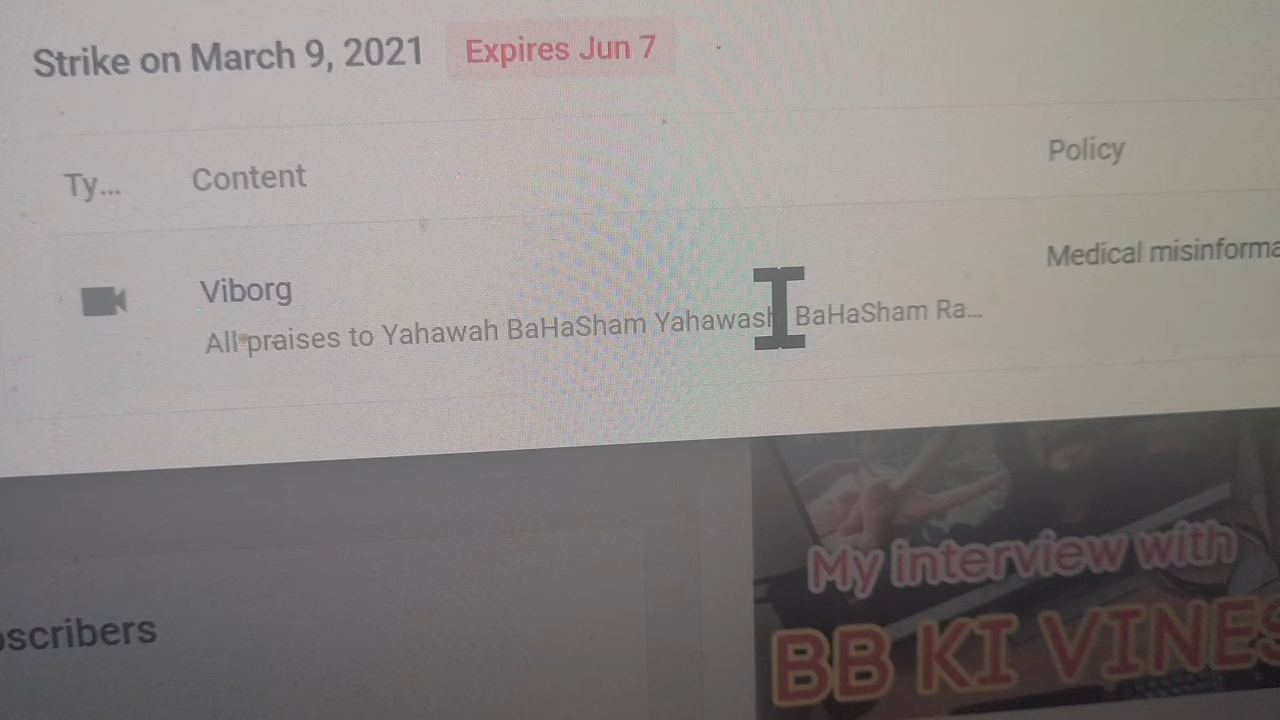 Strike on March 9, 2021 Expires Jun 7
Ty... Content Policy
Viborg Medical misinforma
All praises to Yahawah BaHaSham Yahawash BaHaSham Ra...
My interview with
BB KI VINES
scribers